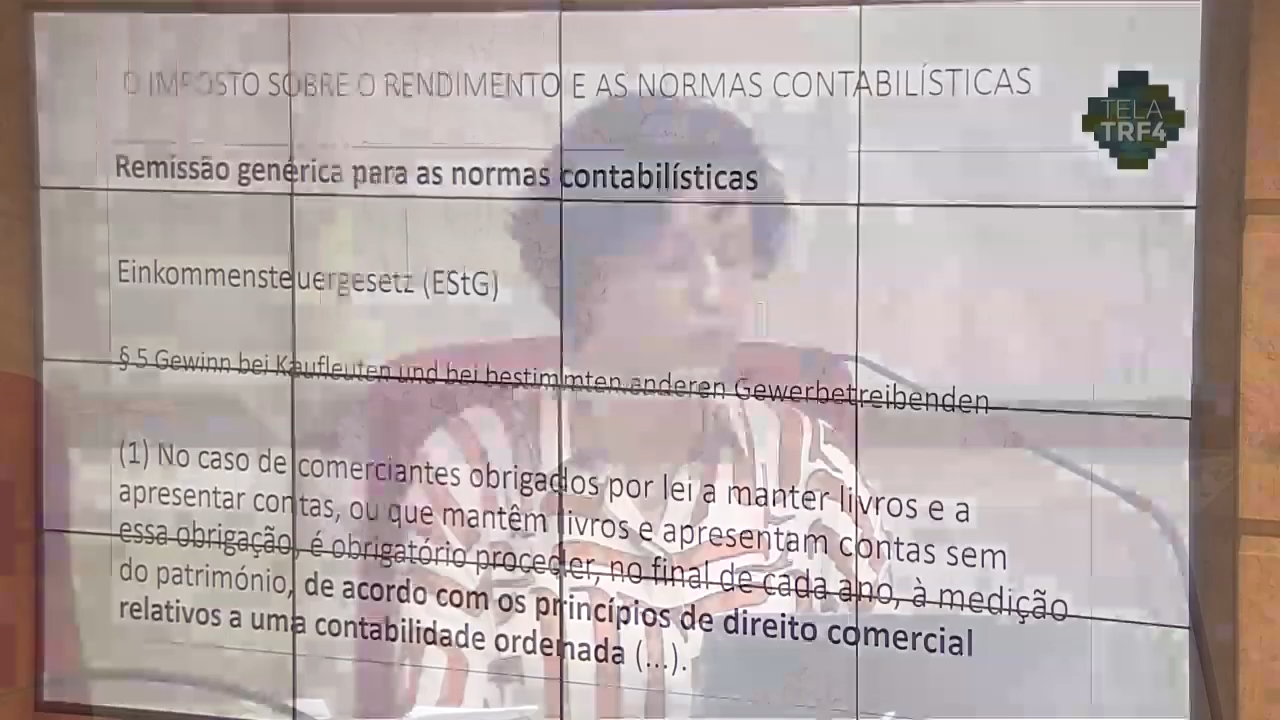 O IMPOSTO SOBRE O RENDIMENTO E AS NORMAS CONTABILÍSTICAS
TELA
TRF4
Remissão genérica para as normas contabilísticas
Einkommensteuergesetz (EStG)
§ 5 Gewinn bei Kaufleuten und bei bestimmten anderen Gewerbetreibenden
(1) No caso de comerciantes obrigados por lei a manter livros e a
apresentar contas, ou que mantêm livros e apresentam contas sem
essa obrigação, é obrigatório proceder, no final de cada ano, à medição
do património, de acordo com os princípios de direito comercial
relativos a uma contabilidade ordenada (...).